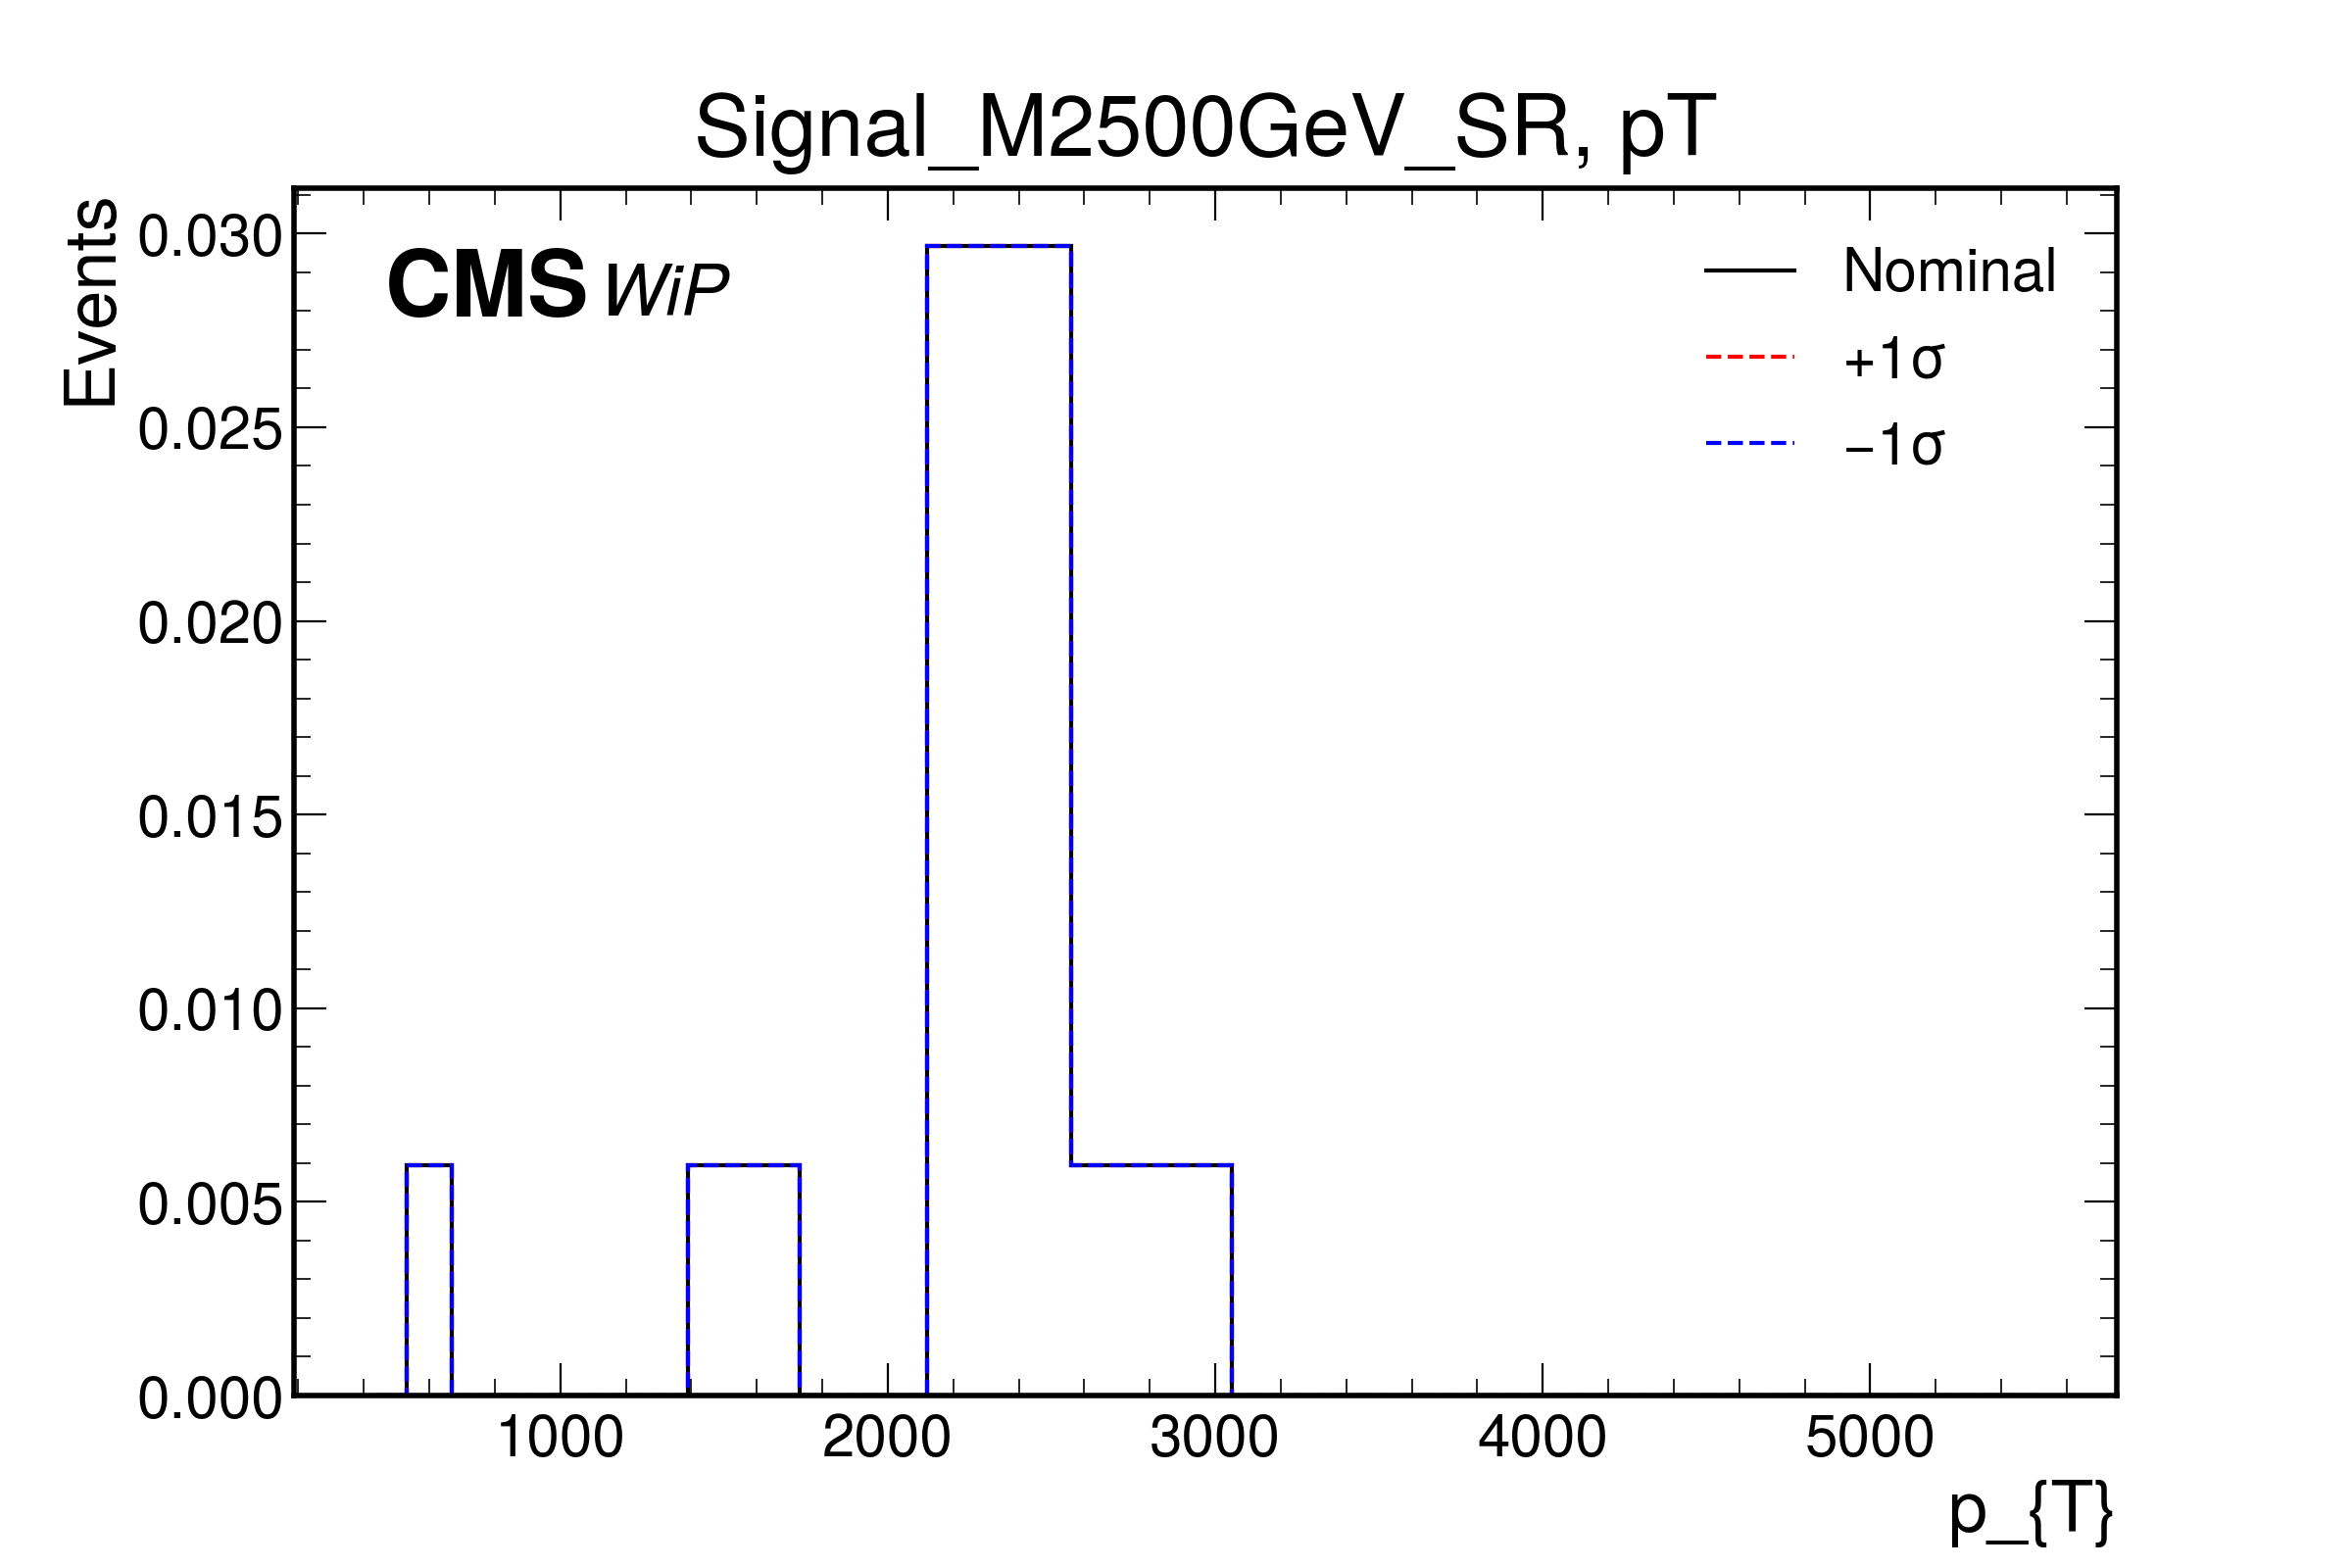 Signal_M2500GeV_SR, pT
Events
0.030
0.025
0.020
0.015
0.010
0.005
0.000
CMS WiP
Nominal
+1σ
−1σ
1000 2000 3000 4000 5000
p_{T}